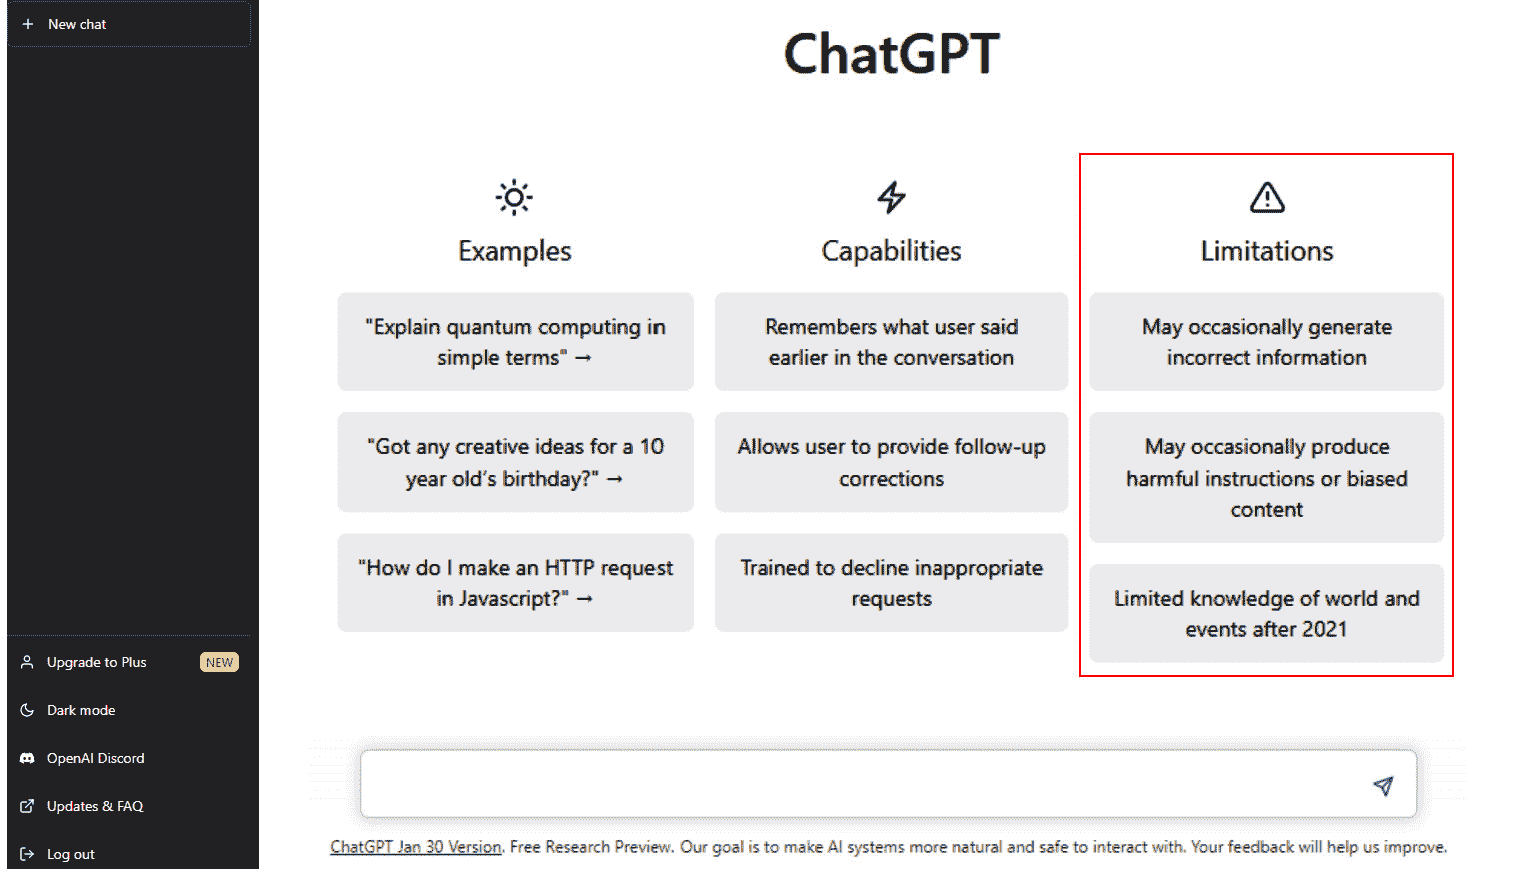 New chat
ChatGPT
Examples
"Explain quantum computing in
simple terms" →
"Got any creative ideas for a 10
year old's birthday?" →
"How do I make an HTTP request
in Javascript?" →
Capabilities
Remembers what user said
earlier in the conversation
Allows user to provide follow-up
corrections
Trained to decline inappropriate
requests
Limitations
May occasionally generate
incorrect information
May occasionally produce
harmful instructions or biased
content
Limited knowledge of world and
events after 2021
Upgrade to Plus NEW
Dark mode
OpenAI Discord
Updates & FAQ
Log out
ChatGPT Jan 30 Version. Free Research Preview. Our goal is to make AI systems more natural and safe to interact with. Your feedback will help us improve.